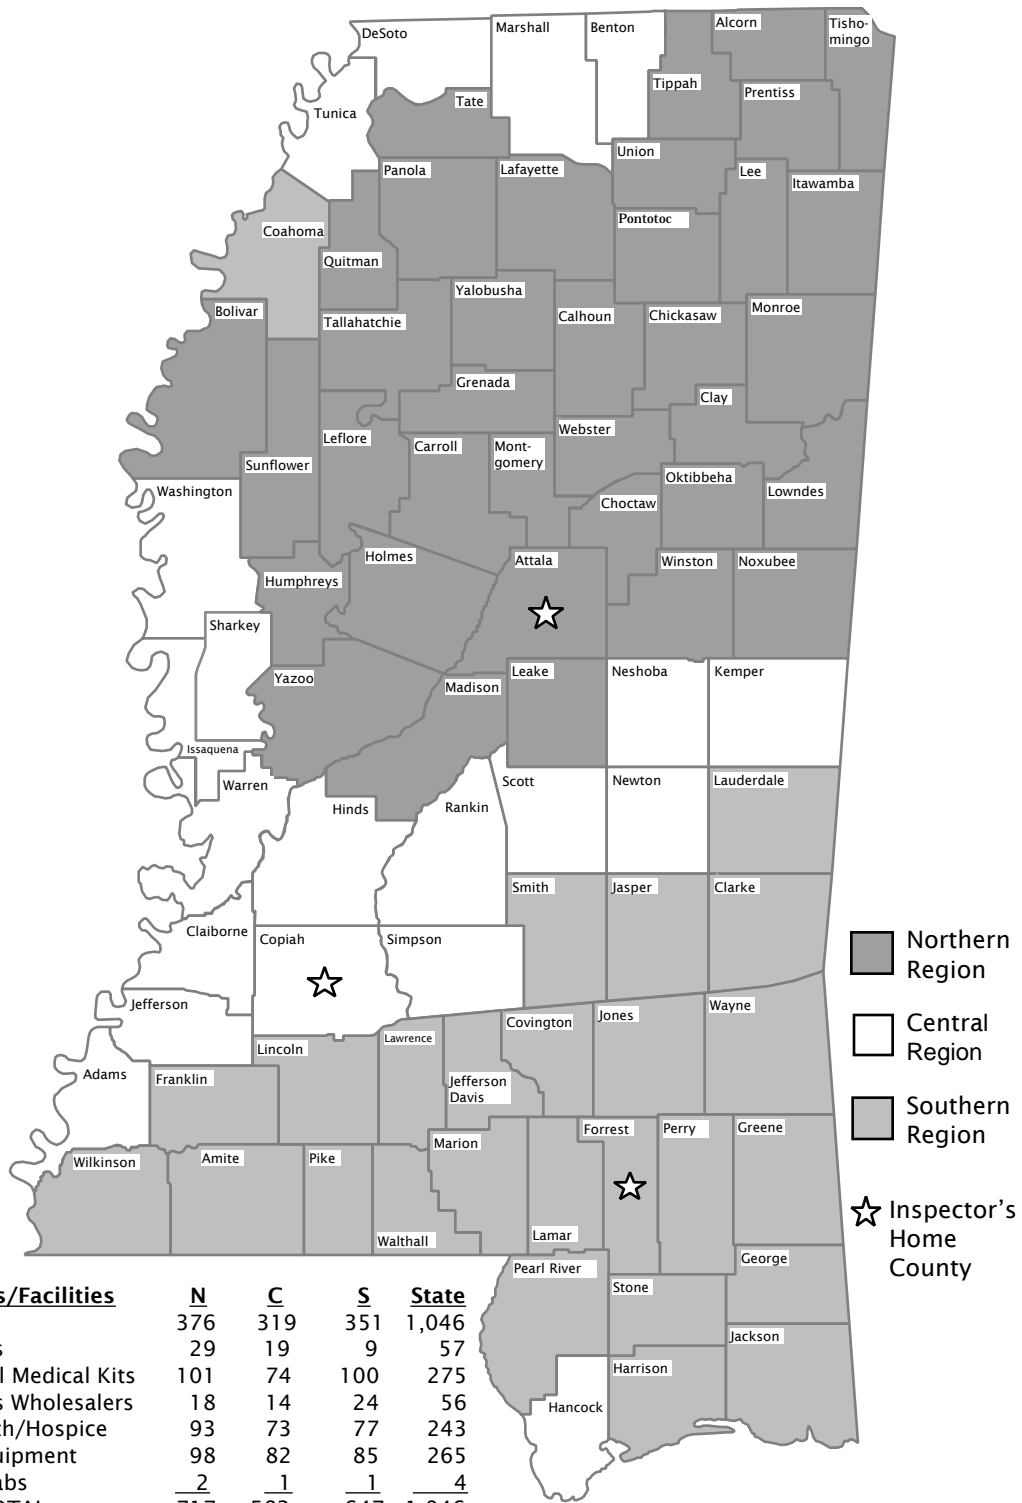 DeSoto
Marshall
Benton
Alcorn
Tisho-
mingo
Tippah
Prentiss
Tate
Tunica
Union
Panola
Lafayette
Lee
Itawamba
Pontotoc
Coahoma
Quitman
Yalobusha
Bolivar
Tallahatchie
Calhoun
Chickasaw
Monroe
Grenada
Clay
Webster
Leflore
Carroll
Mont-
gomery
Sunflower
Oktibbeha
Washington
Lowndes
Choctaw
Holmes
Attala
Winston
Noxubee
Humphreys
Sharkey
Yazoo
Madison
Leake
Neshoba
Kemper
Issaquena
Warren
Scott
Newton
Lauderdale
Hinds
Rankin
Smith
Jasper
Clarke
Claiborne
Copiah
Simpson
Jefferson
Wayne
Covington
Jones
Lawrence
Lincoln
Adams
Franklin
Jefferson
Davis
Forrest
Perry
Greene
Marion
Wilkinson
Amite
Pike
Walthall
Lamar
Pearl River
George
Stone
Jackson
Harrison
Hancock
Northern
Region
Central
Region
Southern
Region
Inspector's
Home
County
s/Facilities N C S State
376 319 351 1,046
s 29 19 9 57
l Medical Kits 101 74 100 275
s Wholesalers 18 14 24 56
th/Hospice 93 73 77 243
uipment 98 82 85 265
abs 2 1 1 4